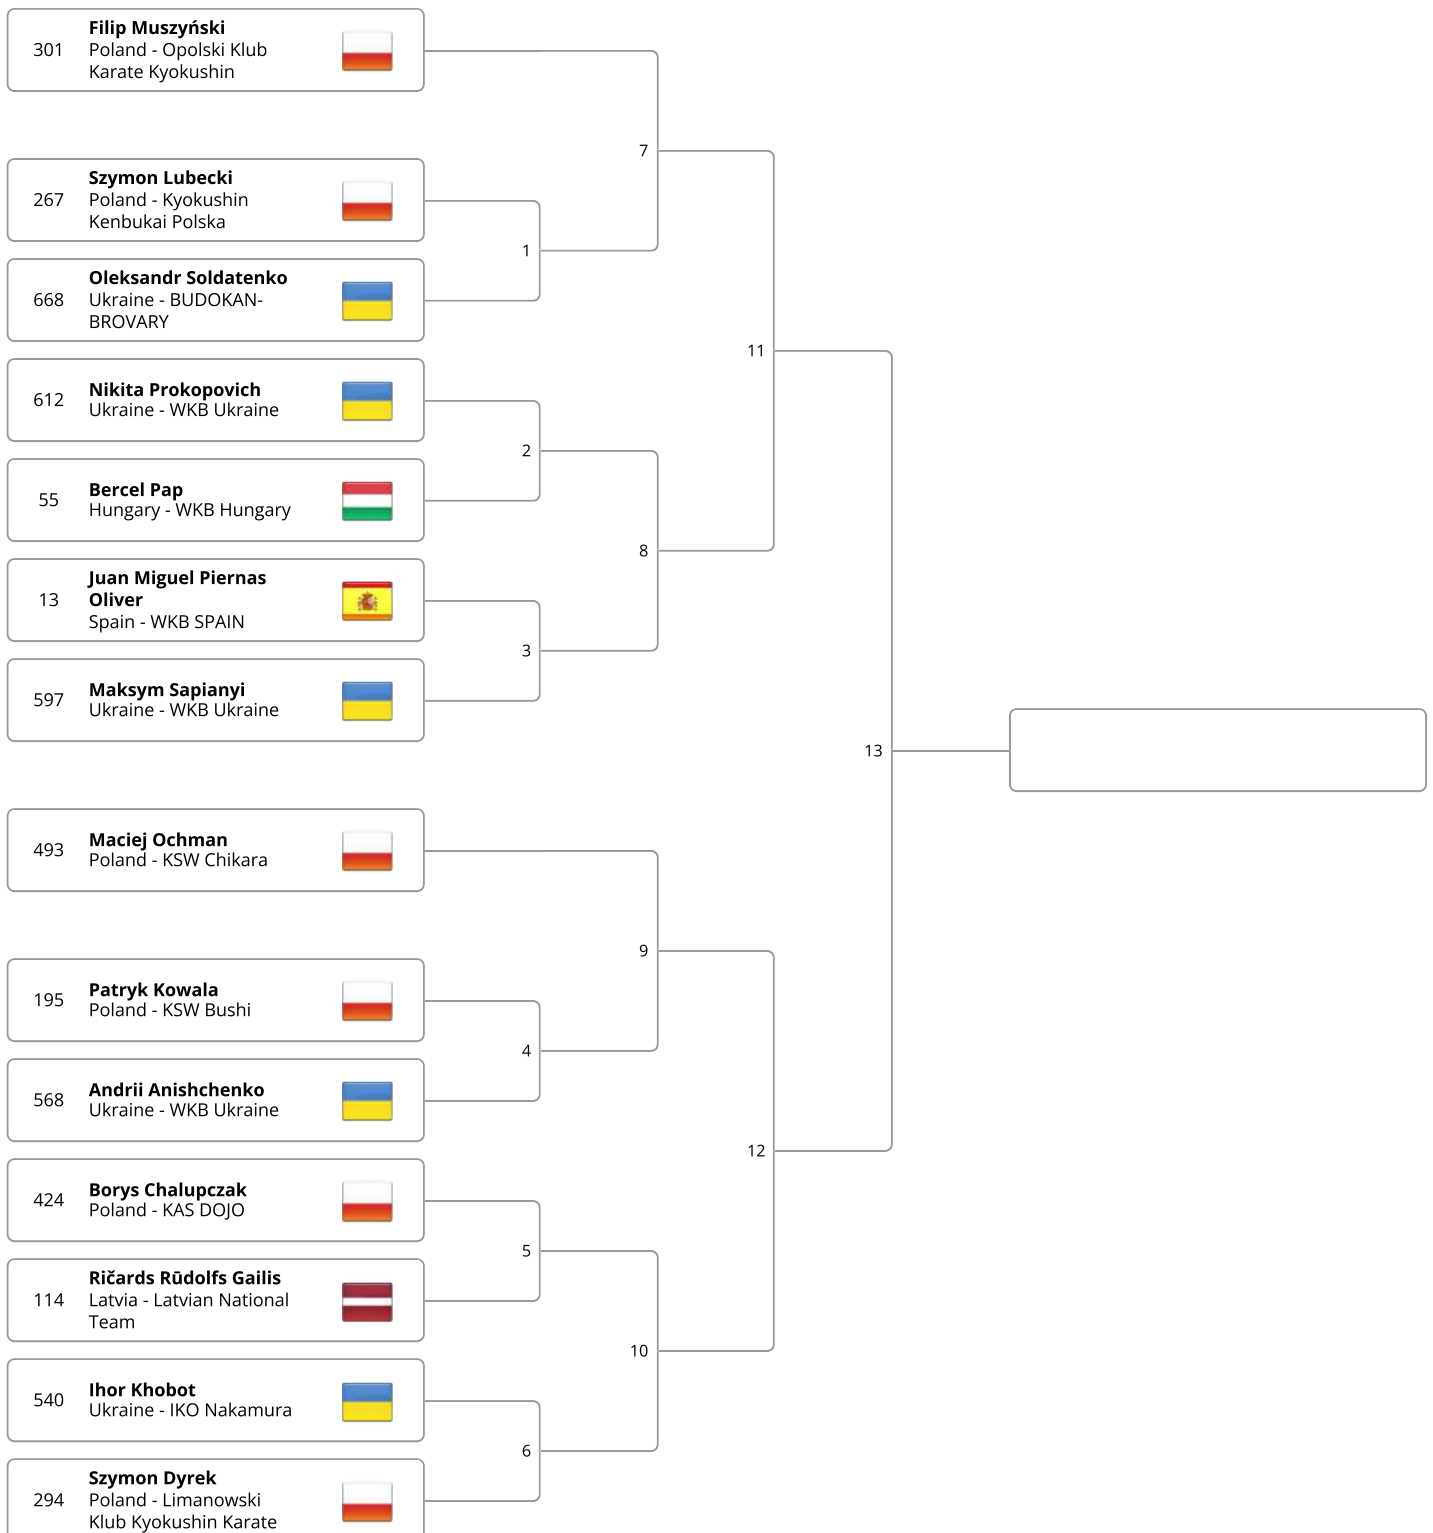 Filip Muszyński
301
Poland - Opolski Klub
Karate Kyokushin
7
Szymon Lubecki
267
Poland - Kyokushin
Kenbukai Polska
1
Oleksandr Soldatenko
668
Ukraine - BUDOKAN-
BROVARY
11
612
Nikita Prokopovich
Ukraine - WKB Ukraine
2
55
Bercel Pap
Hungary - WKB Hungary
8
Juan Miguel Piernas
13
Oliver
Spain - WKB SPAIN
3
597
Maksym Sapianyi
Ukraine - WKB Ukraine
13
493
Maciej Ochman
Poland - KSW Chikara
9
195
Patryk Kowala
Poland - KSW Bushi
4
568
Andrii Anishchenko
Ukraine - WKB Ukraine
12
424
Borys Chalupczak
Poland - KAS DOJO
5
Ričards Rūdolfs Gailis
114
Latvia - Latvian National
Team
10
540
Ihor Khobot
Ukraine - IKO Nakamura
6
Szymon Dyrek
294
Poland - Limanowski
Klub Kyokushin Karate